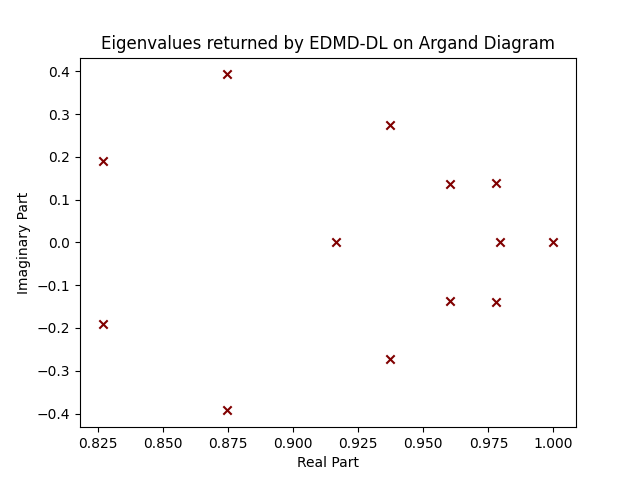 Eigenvalues returned by EDMD-DL on Argand Diagram
0.4
0.3
0.2
0.1
0.0
−0.1
−0.2
−0.3
−0.4
Imaginary Part
0.825 0.850 0.875 0.900 0.925 0.950 0.975 1.000
Real Part